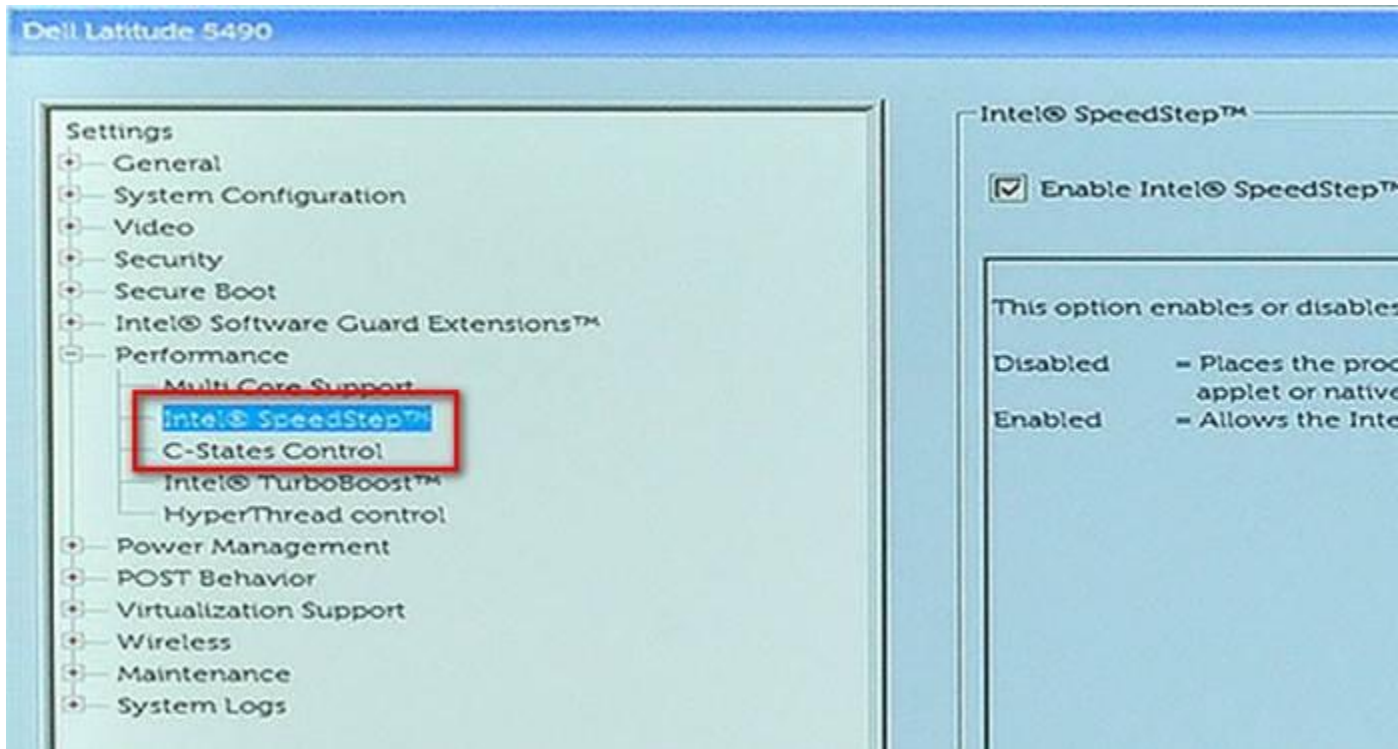 Dell Latitude 5490
Settings
General
System Configuration
Video
Security
Secure Boot
Intel® Software Guard Extensions™
Performance
Multi Core Support
Intel® SpeedStep™
C-States Control
Intel® TurboBoost™
HyperThread control
Power Management
POST Behavior
Virtualization Support
Wireless
Maintenance
System Logs
Intel® SpeedStep™
Enable Intel® SpeedStep™
This option enables or disables
Disabled = Places the proc
applet or native
Enabled = Allows the Inte